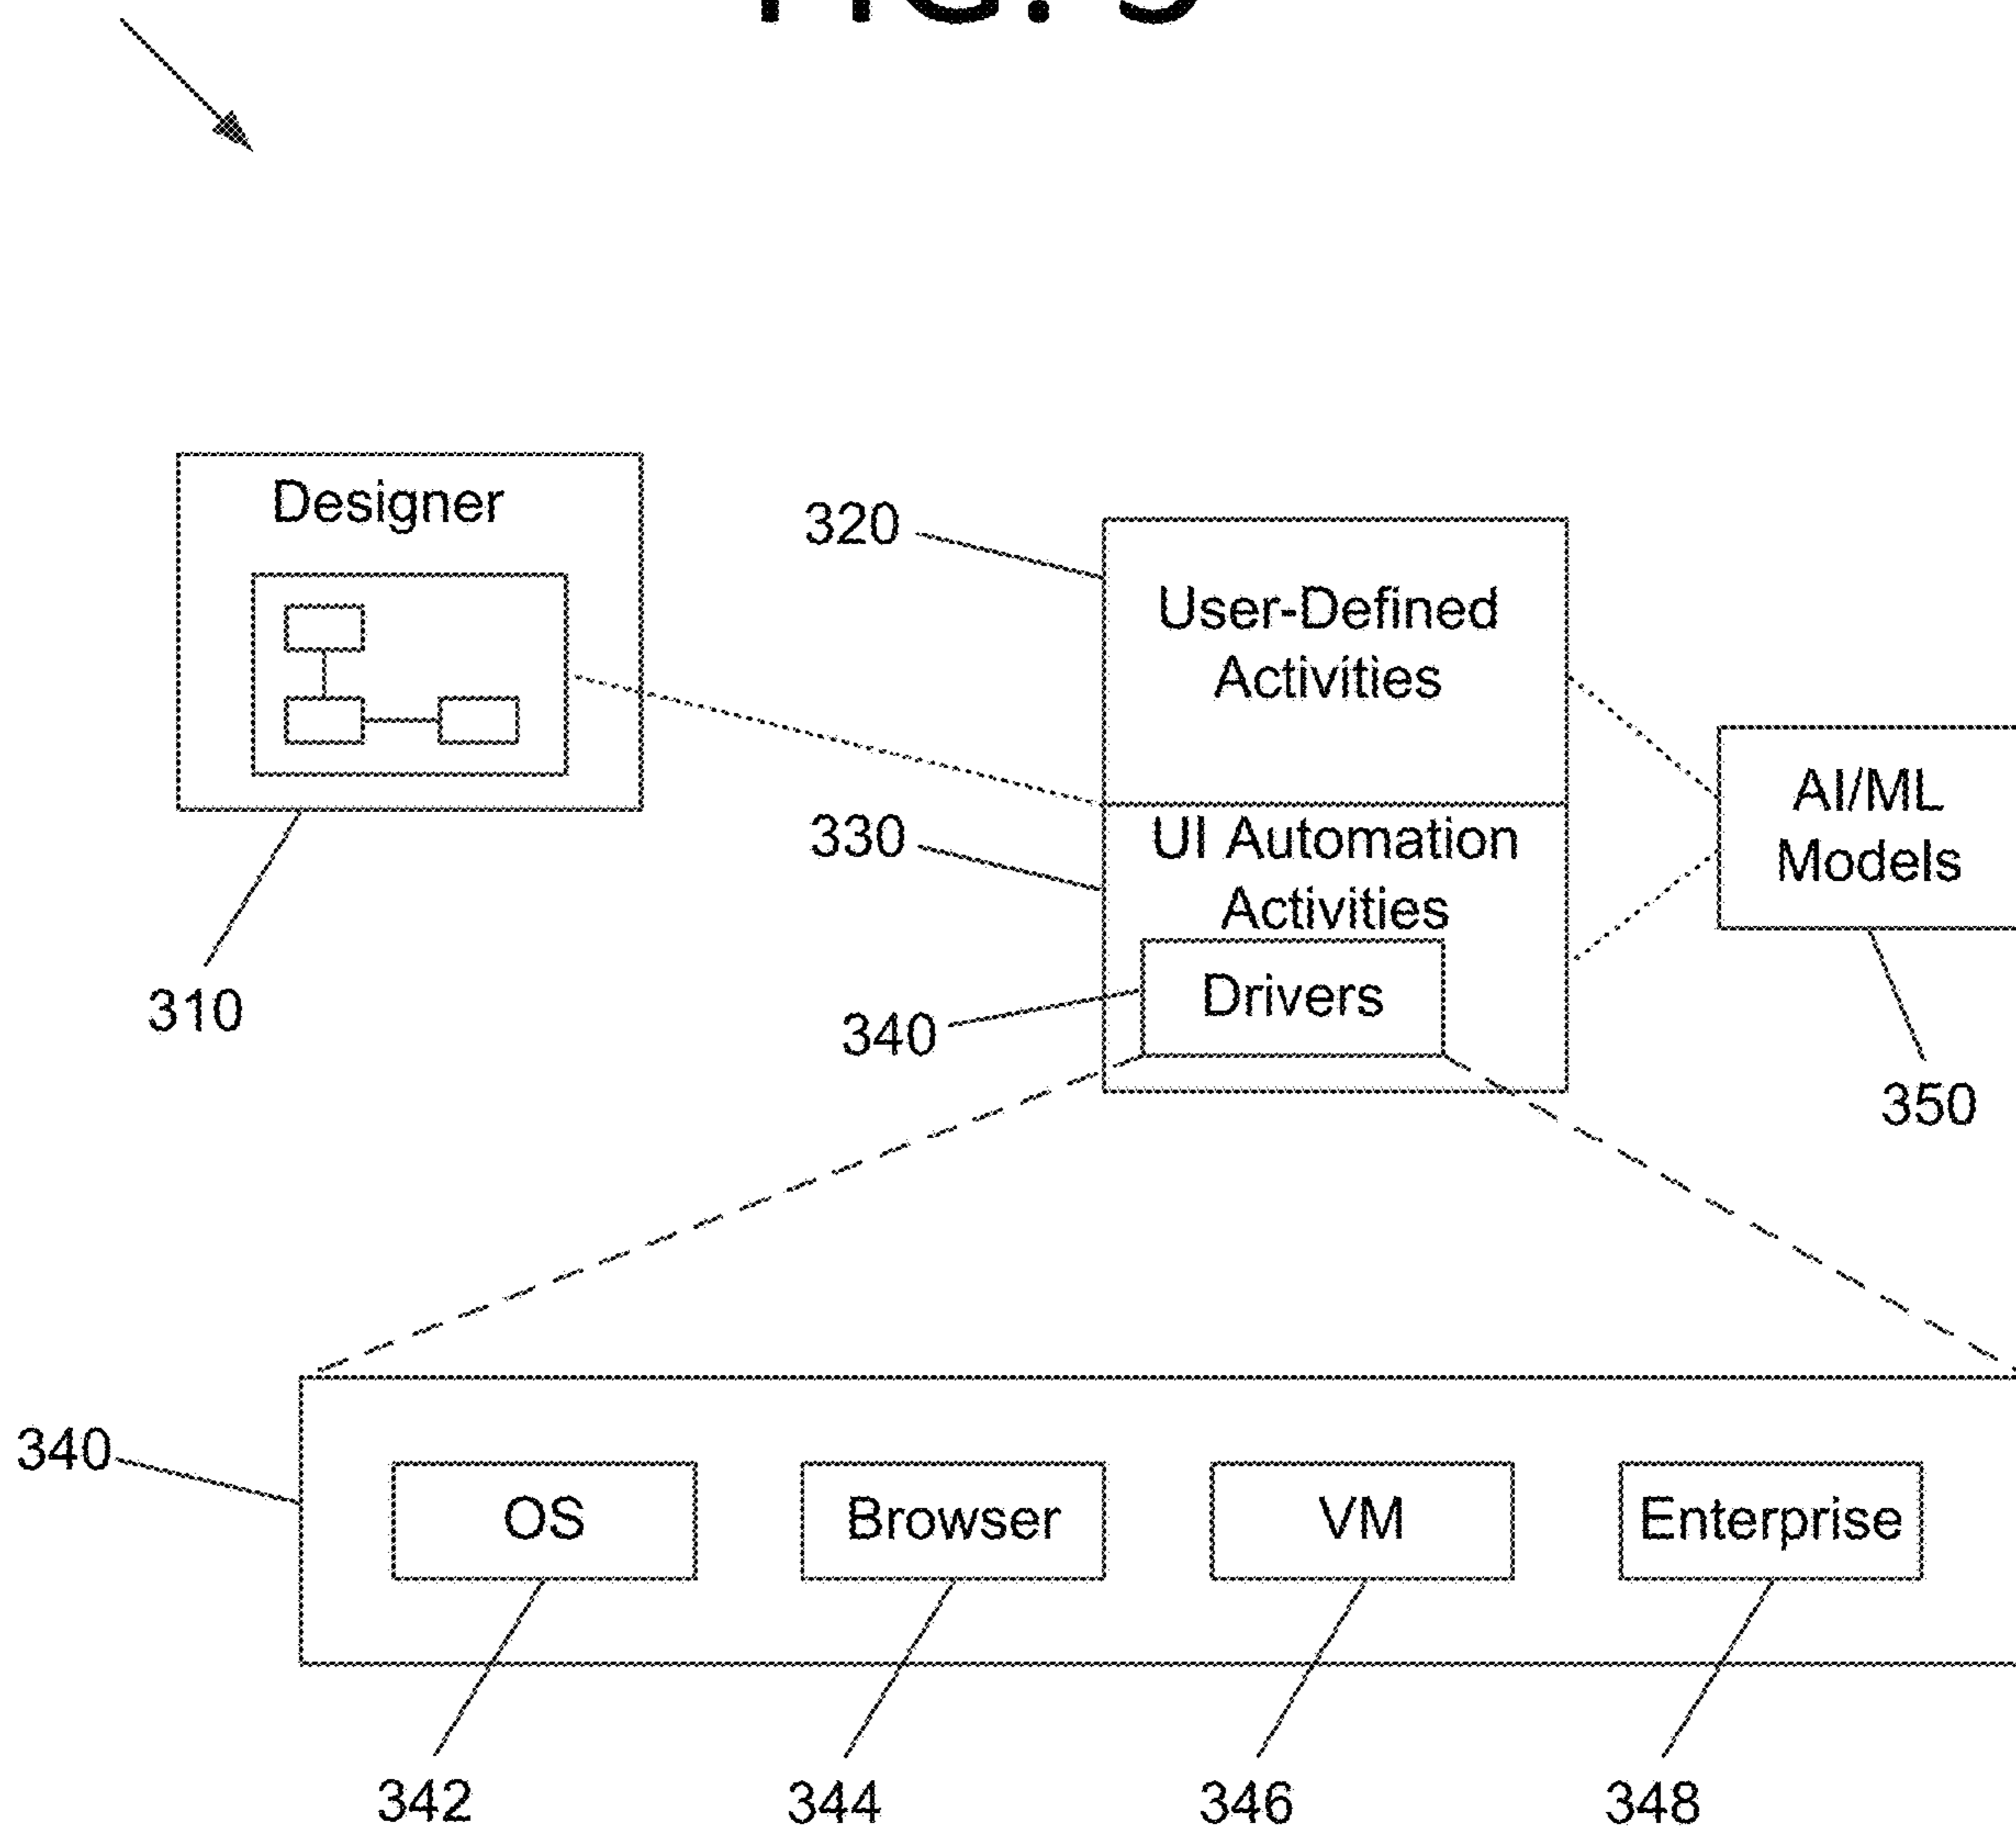 Designer
320
User-Defined
Activities
AI/ML
Models
330
UI Automation
Activities
310
340
Drivers
350
340
OS
Browser
VM
Enterprise
342
344
346
348